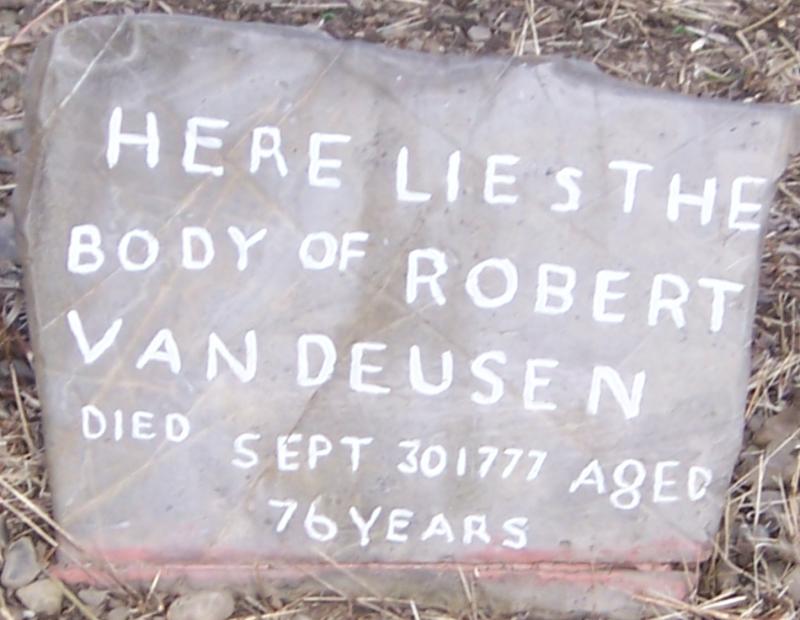 HERE LIES THE
BODY OF ROBERT
VAN DEUSEN
DIED SEPT 30 1777 AGED
76 YEARS